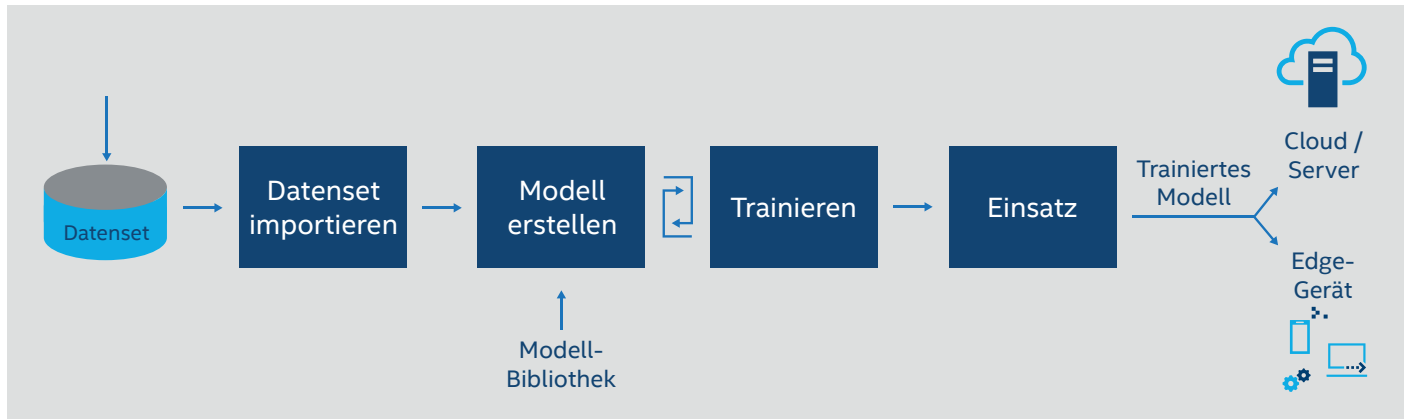 Datenset
Datenset
importieren
Modell
erstellen
Modell-
Bibliothek
Trainieren
Einsatz
Trainiertes
Modell
Cloud /
Server
Edge-
Gerät